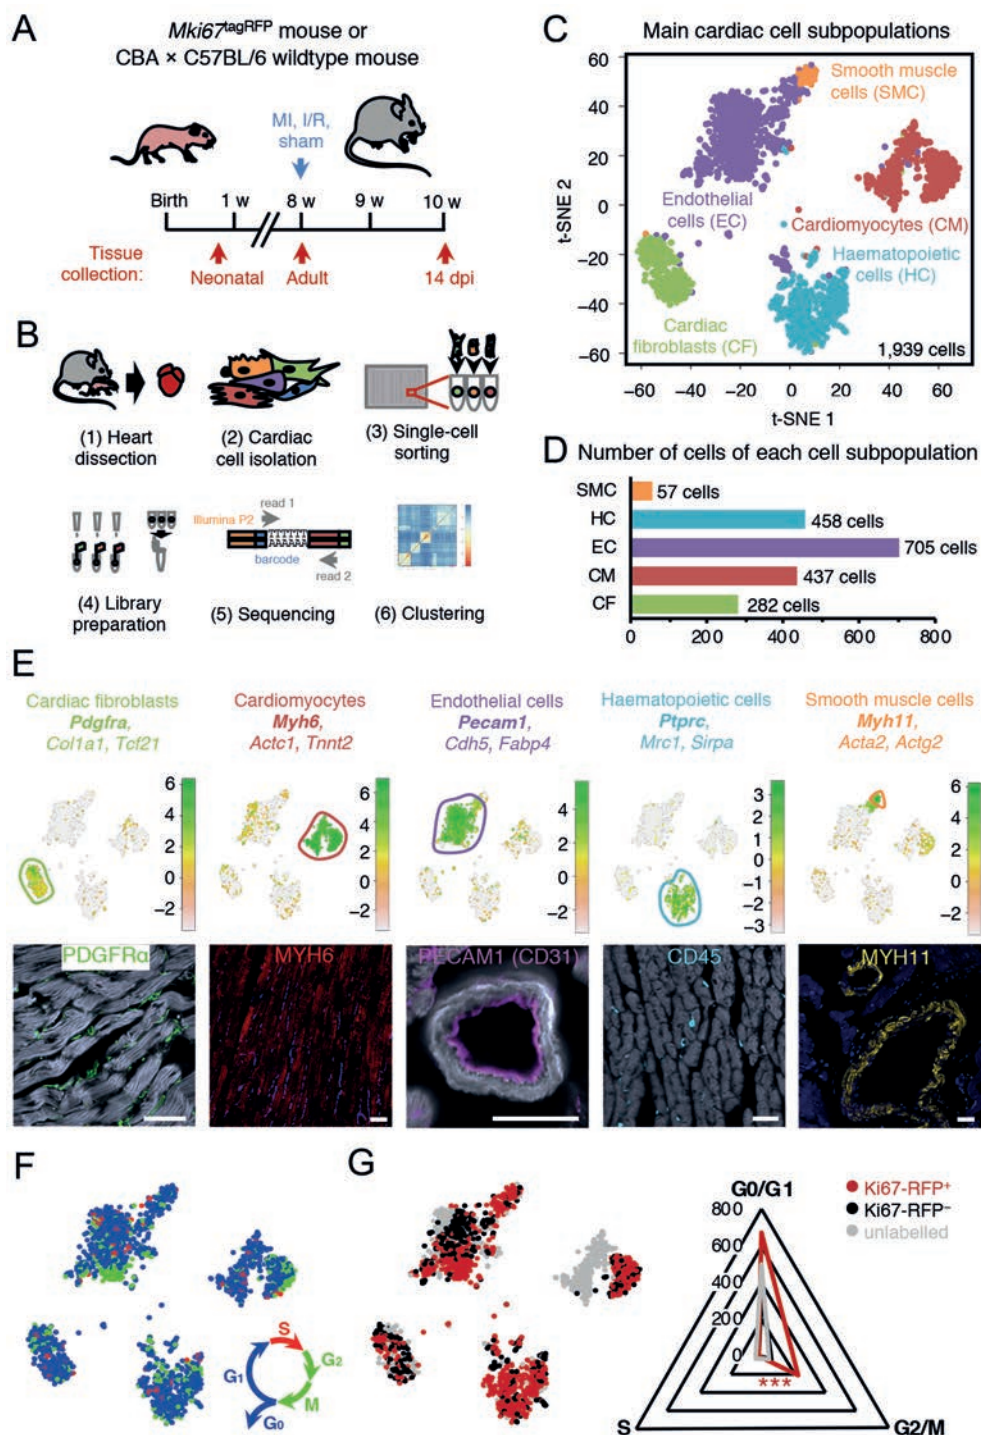 A
Mki67tagRFP mouse or
CBA × C57BL/6 wildtype mouse
MI, I/R,
sham
Birth 1 w 8 w 9 w 10 w
Tissue
collection:
Neonatal Adult 14 dpi
B
(1) Heart
dissection
(2) Cardiac
cell isolation
(3) Single-cell
sorting
read 1
Illumina P2
barcode
read 2
(4) Library
preparation
(5) Sequencing
(6) Clustering
C Main cardiac cell subpopulations
Smooth muscle
cells (SMC)
Endothelial
cells (EC)
Cardiomyocytes (CM)
Haematopoietic
cells (HC)
Cardiac
fibroblasts (CF)
1,939 cells
t-SNE 2
60
40
20
0
−20
−40
−60
−60 −40 −20 0 20 40 60
t-SNE 1
D Number of cells of each cell subpopulation
SMC 57 cells
HC 458 cells
EC 705 cells
CM 437 cells
CF 282 cells
0 200 400 600 800
E
Cardiac fibroblasts
Pdgfra,
Col1a1, Tcf21
6
4
2
0
−2
PDGFRα
Cardiomyocytes
Myh6,
Actc1, Tnnt2
6
4
2
0
−2
MYH6
Endothelial cells
Pecam1,
Cdh5, Fabp4
4
2
0
−2
PECAM1 (CD31)
Haematopoietic cells
Ptprc,
Mrc1, Sirpa
3
2
1
0
−1
−2
−3
CD45
Smooth muscle cells
Myh11,
Acta2, Actg2
6
4
2
0
−2
MYH11
F
S
G2
M
G1
G0
G
G0/G1
800
600
400
200
0
***
S
G2/M
Ki67-RFP+
Ki67-RFP−
unlabelled